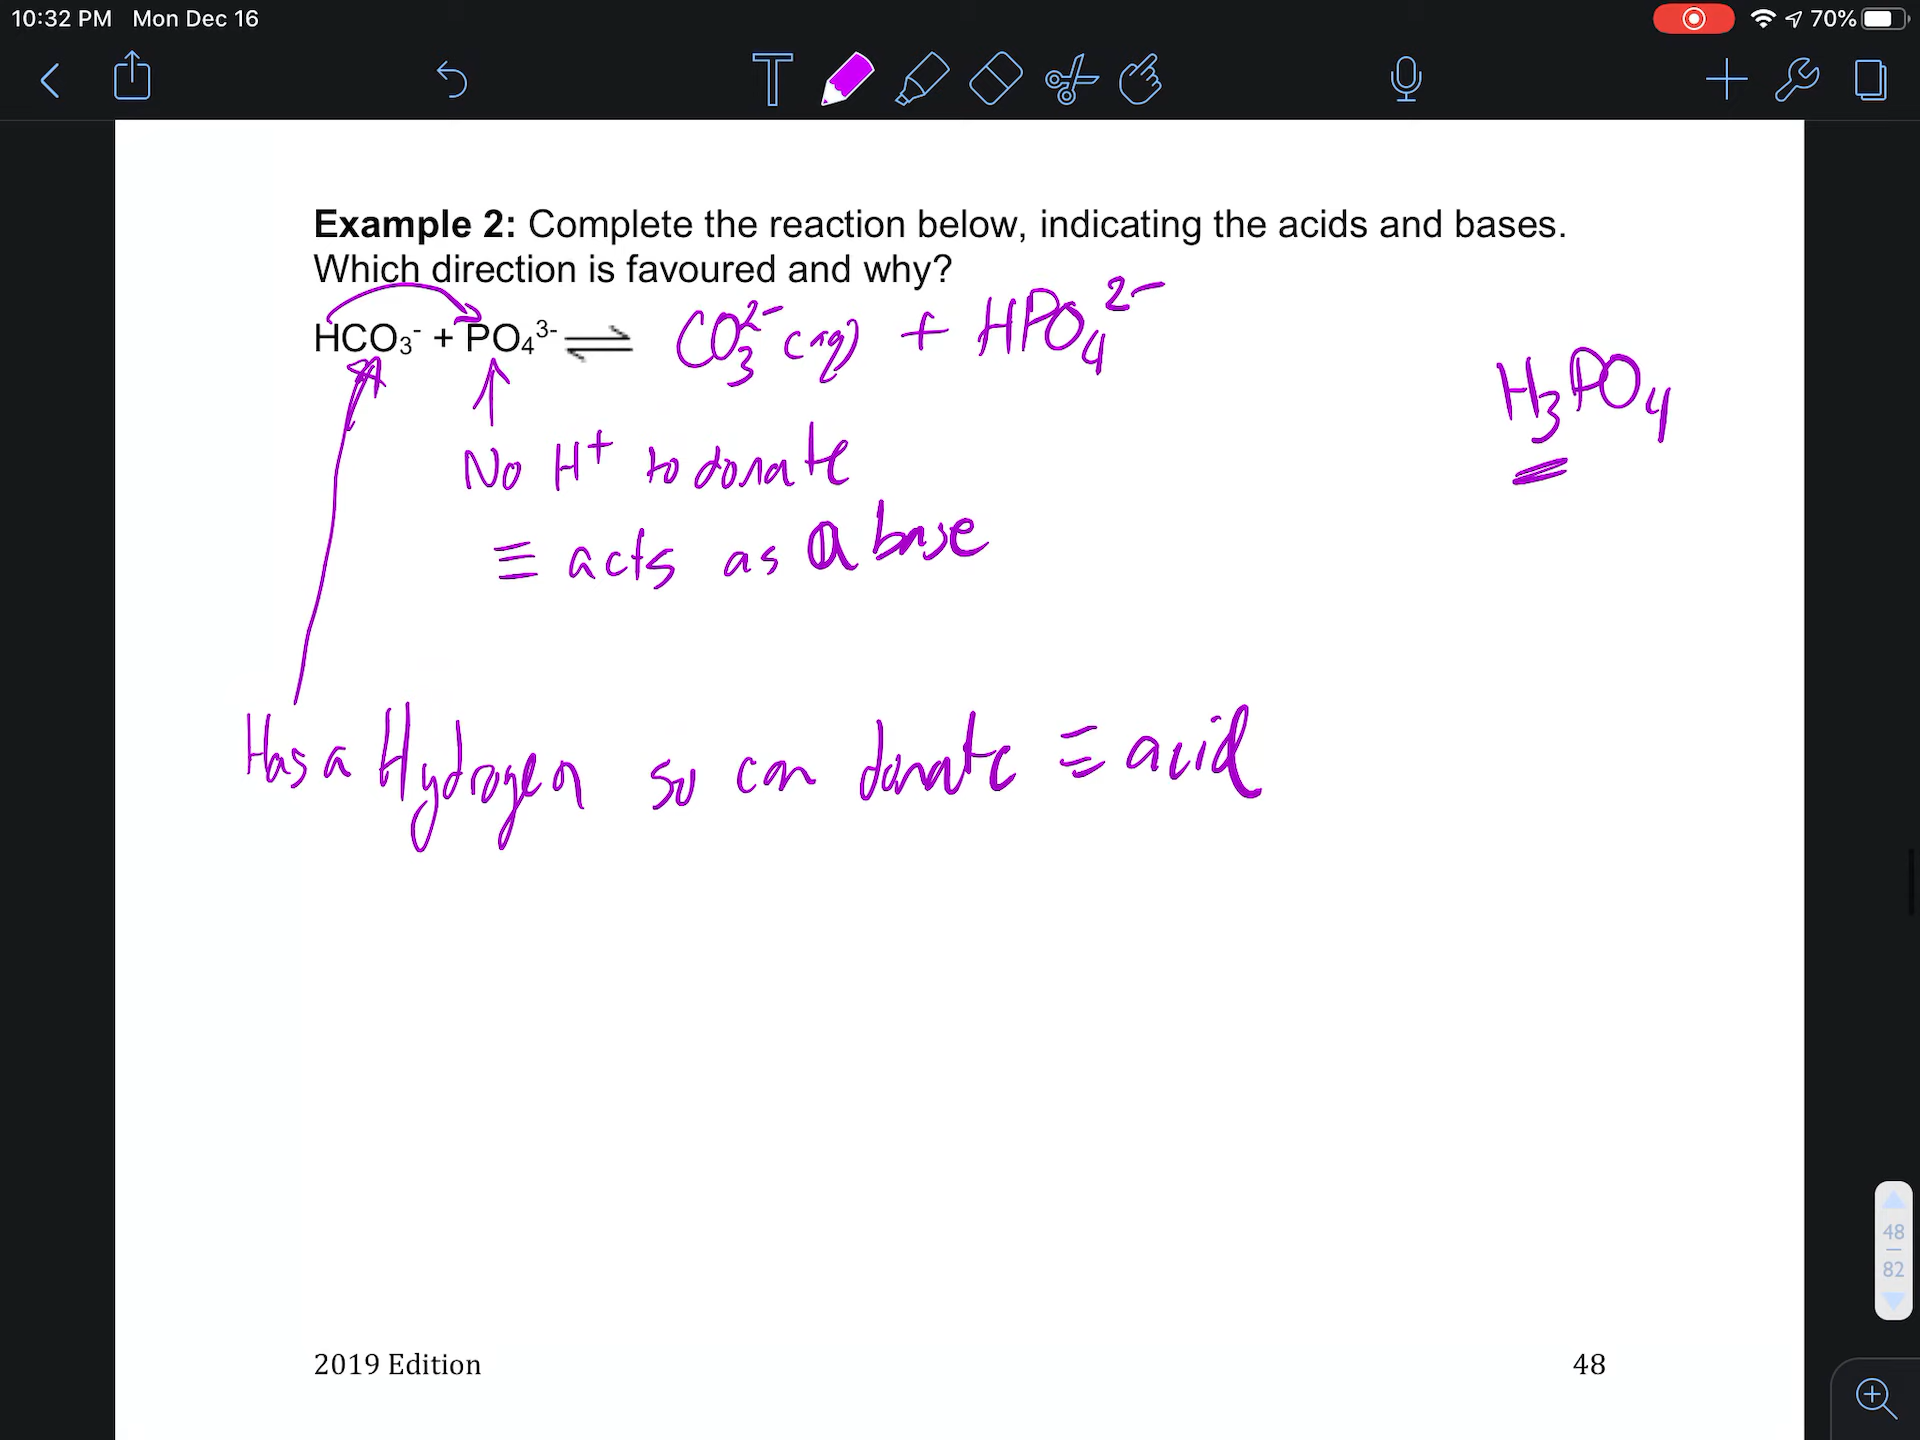 10:32 PM Mon Dec 16
70%
Example 2: Complete the reaction below, indicating the acids and bases.
Which direction is favoured and why?
HCO₃⁻ + PO₄³⁻ ⇌ CO₃²⁻ (aq) + HPO₄²⁻
H₃PO₄
No H⁺ to donate
≡ acts as a base
Has a Hydrogen so can donate ≡ acid
48
82
2019 Edition
48